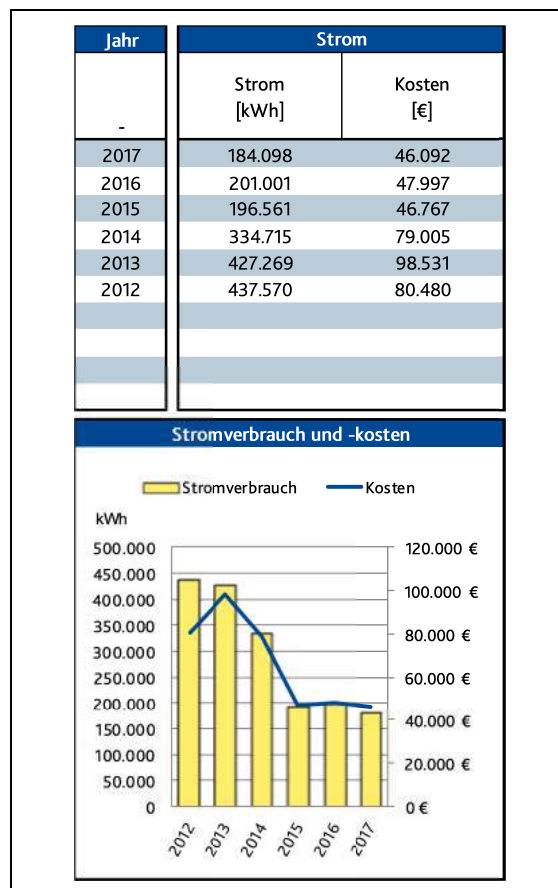 Jahr Strom
Strom Kosten
[kWh] [€]
-
2017 184.098 46.092
2016 201.001 47.997
2015 196.561 46.767
2014 334.715 79.005
2013 427.269 98.531
2012 437.570 80.480
Stromverbrauch und -kosten
Stromverbrauch Kosten
kWh
500.000 120.000 €
450.000
400.000 100.000 €
350.000
300.000 80.000 €
250.000 60.000 €
200.000
150.000 40.000 €
100.000 20.000 €
50.000
0 0 €
2012 2013 2014 2015 2016 2017